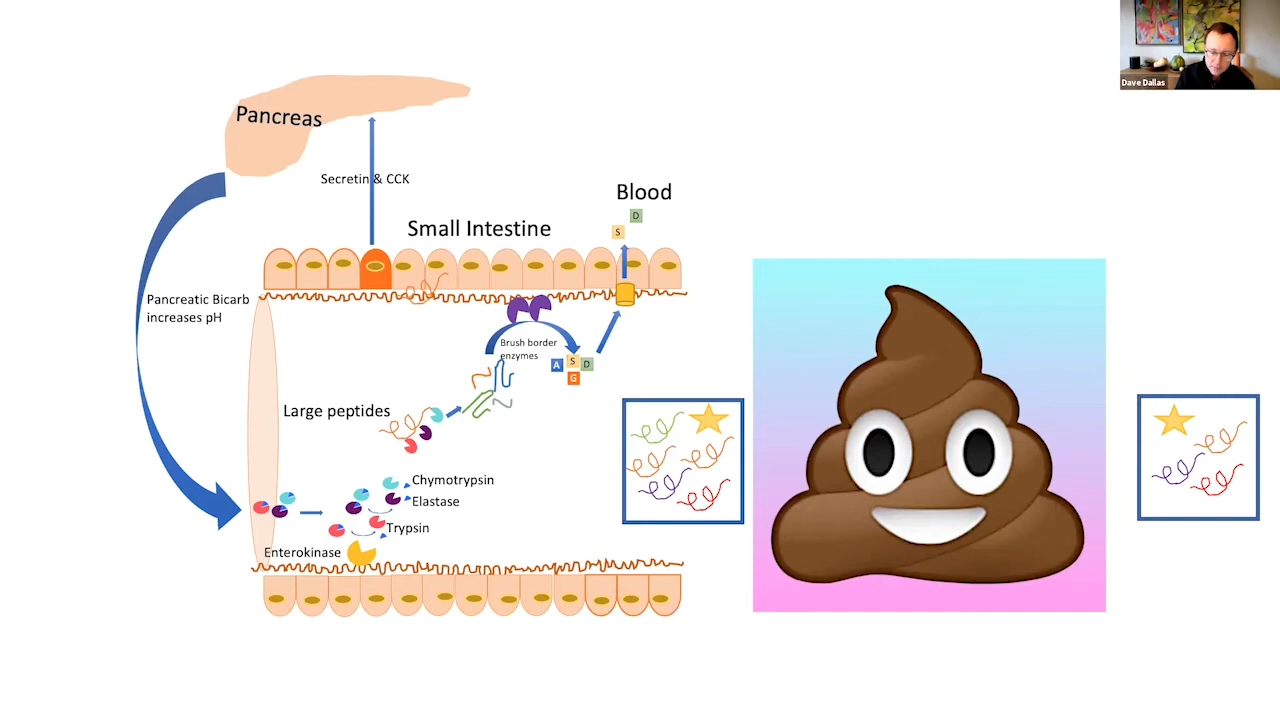 Dave Dallas
Pancreas
Secretin & CCK
Blood
D
S
Small Intestine
Pancreatic Bicarb
increases pH
Brush border
enzymes
A
S
D
G
Large peptides
Chymotrypsin
Elastase
Trypsin
Enterokinase